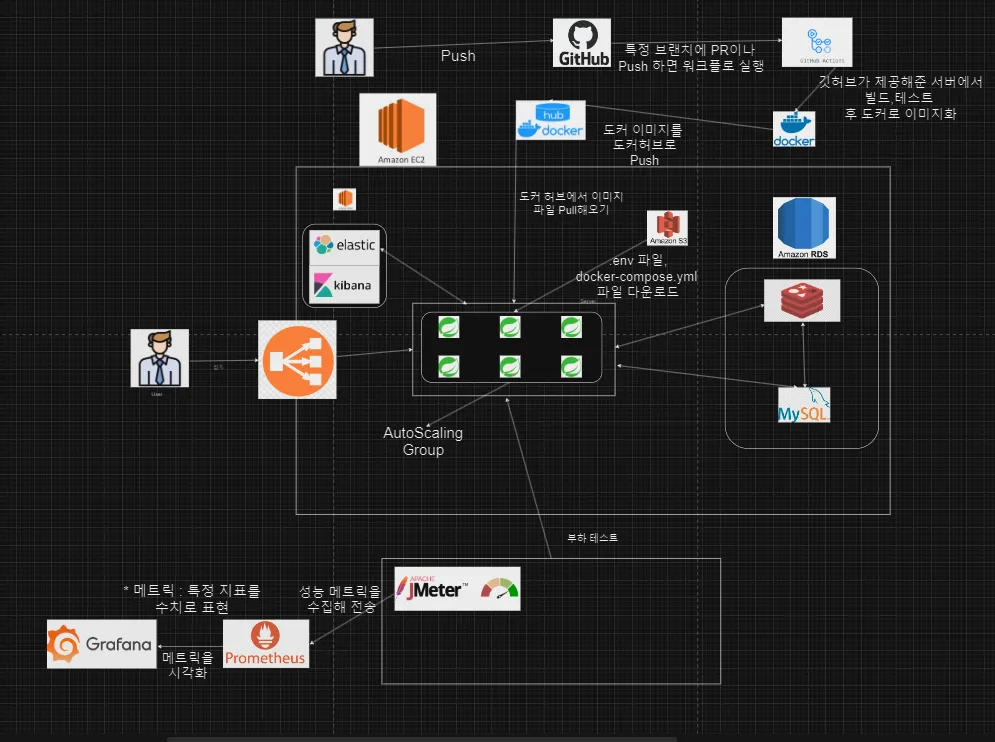 Push
GitHub
특정 브랜치에 PR이나
Push 하면 워크플로 실행
GitHub Actions
깃허브가 제공해준 서버에서
빌드,테스트
후 도커로 이미지화
docker
hub
docker
도커 이미지를
도커허브로
Push
Amazon EC2
도커 허브에서 이미지
파일 Pull해오기
Amazon S3
.env 파일,
docker-compose.yml
파일 다운로드
Server
Amazon RDS
elastic
kibana
User
MySQL
AutoScaling
Group
부하 테스트
APACHE
JMeter™
성능 메트릭을
수집해 전송
* 메트릭 : 특정 지표를
수치로 표현
Prometheus
메트릭을
시각화
Grafana